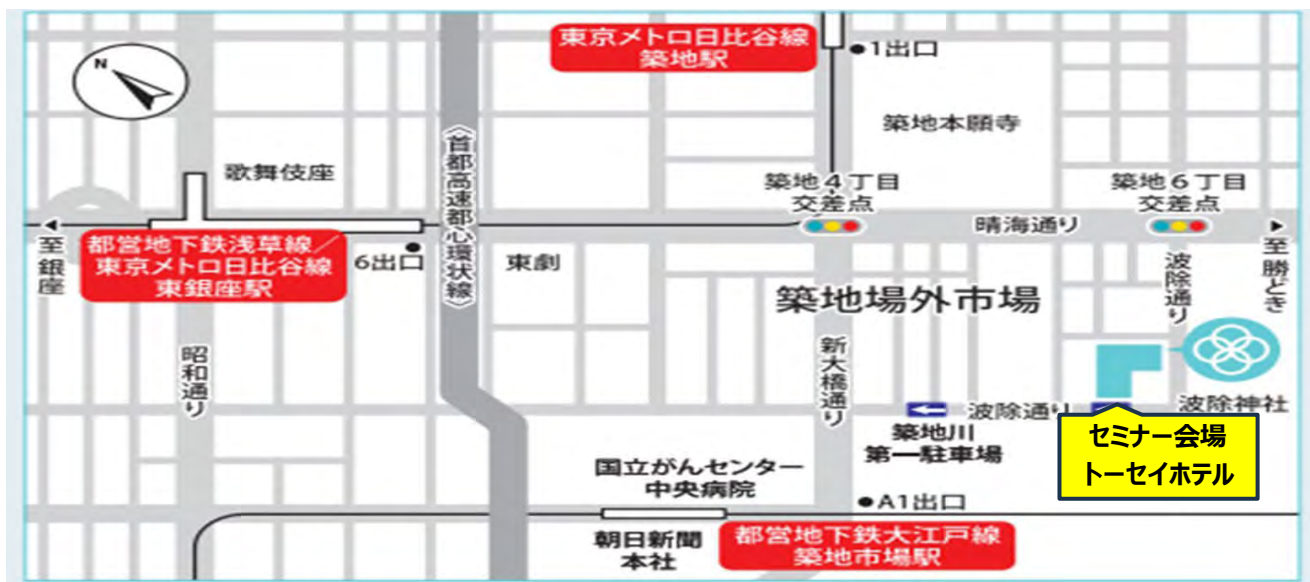 東京メトロ日比谷線
築地駅
●1出口
N
築地本願寺
歌舞伎座
〈首都高速都心環状線〉
築地4丁目
交差点
築地6丁目
交差点
晴海通り
◀至銀座
▶至勝どき
都営地下鉄浅草線／
東京メトロ日比谷線
東銀座駅
6出口
東劇
波除通り
築地場外市場
昭和通り
新大橋通り
波除通り
波除神社
築地川
第一駐車場
セミナー会場
トーセイホテル
国立がんセンター
中央病院
●A1出口
朝日新聞
本社
都営地下鉄大江戸線
築地市場駅